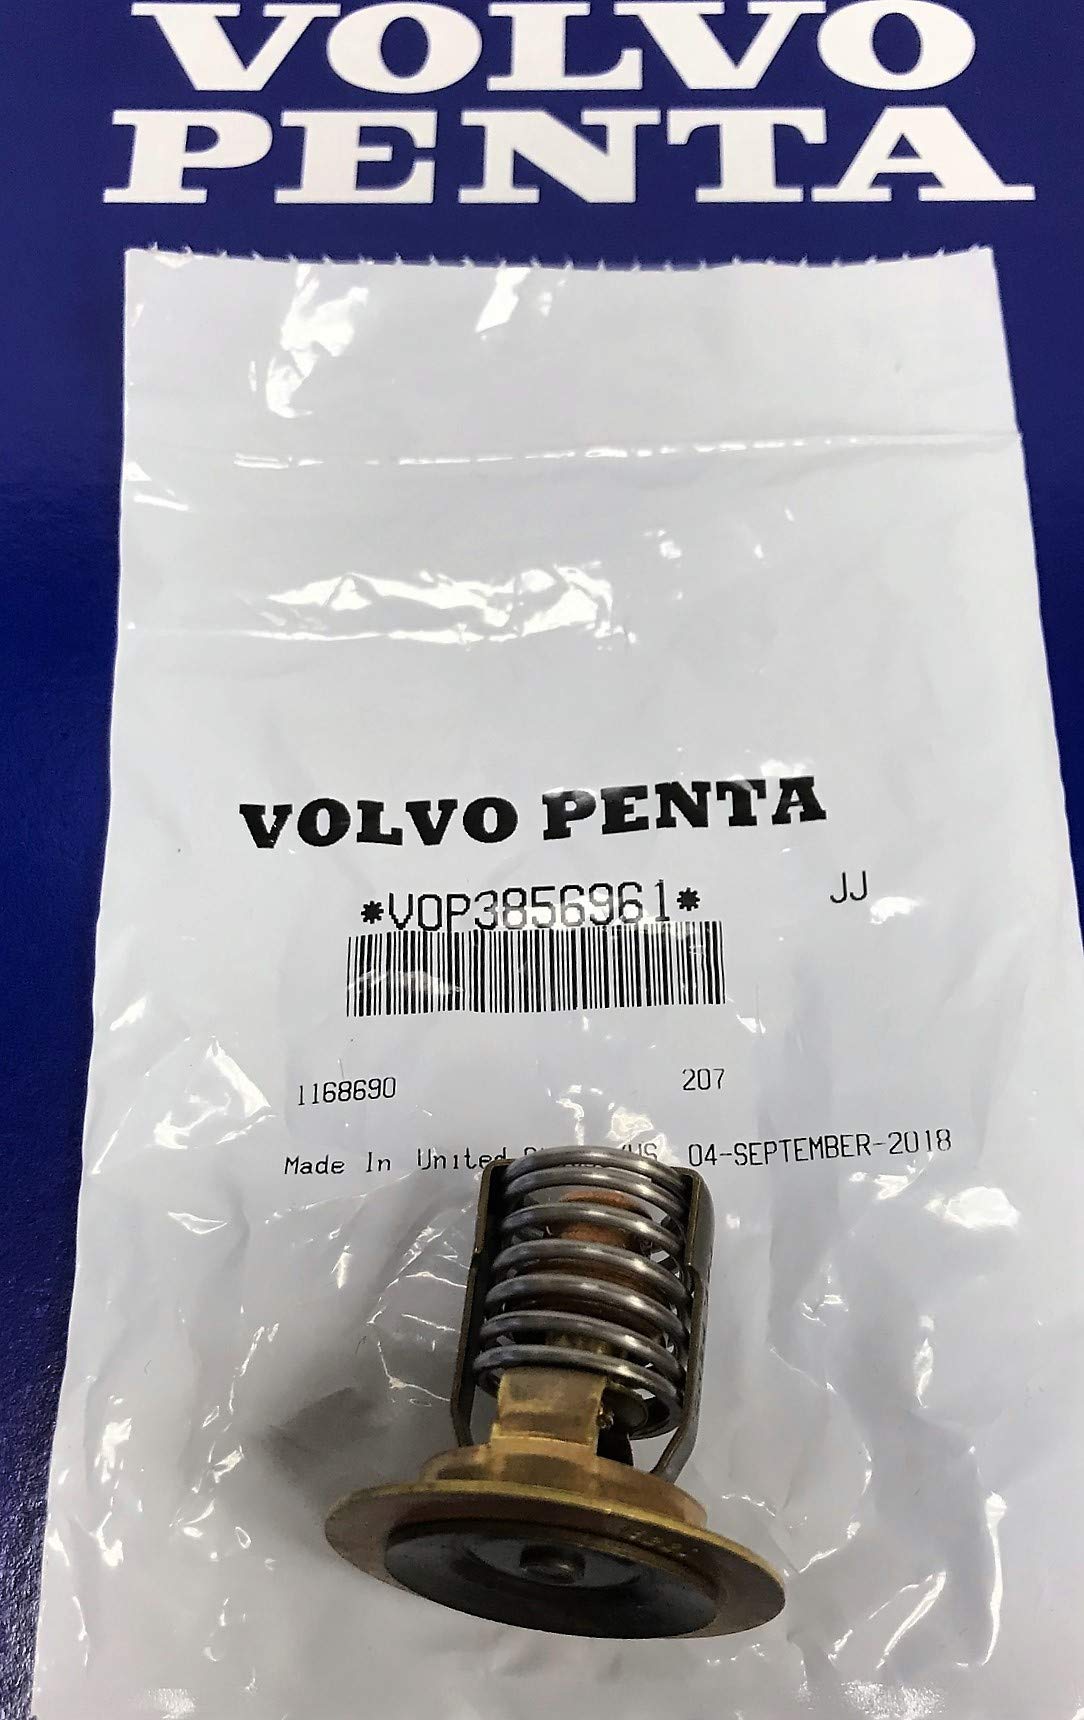 VOLVO
PENTA
VOLVO PENTA
*VOP3856961*
JJ
1168690 207
Made In United 04-SEPTEMBER-2018